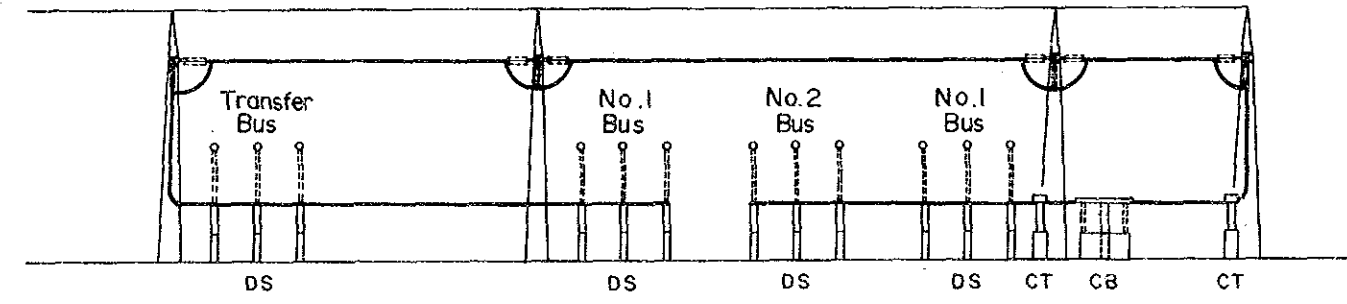 Transfer
Bus
No.1
Bus
No.2
Bus
No.1
Bus
DS
DS
DS
DS
CT
CB
CT